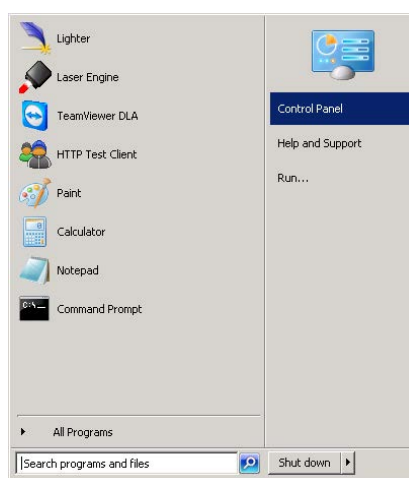 Lighter
Laser Engine
TeamViewer DLA
HTTP Test Client
Paint
Calculator
Notepad
Command Prompt
All Programs
Search programs and files
Control Panel
Help and Support
Run...
Shut down